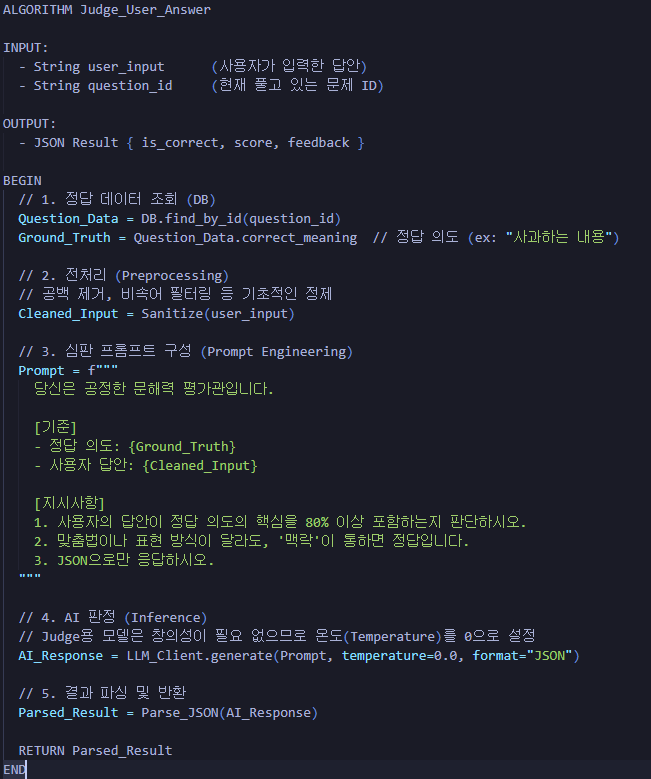 ALGORITHM Judge_User_Answer
INPUT:
- String user_input (사용자가 입력한 답안)
- String question_id (현재 풀고 있는 문제 ID)
OUTPUT:
- JSON Result { is_correct, score, feedback }
BEGIN
// 1. 정답 데이터 조회 (DB)
Question_Data = DB.find_by_id(question_id)
Ground_Truth = Question_Data.correct_meaning // 정답 의도 (ex: "사과하는 내용")
// 2. 전처리 (Preprocessing)
// 공백 제거, 비속어 필터링 등 기초적인 정제
Cleaned_Input = Sanitize(user_input)
// 3. 심판 프롬프트 구성 (Prompt Engineering)
Prompt = f"""
당신은 공정한 문해력 평가관입니다.
[기준]
- 정답 의도: {Ground_Truth}
- 사용자 답안: {Cleaned_Input}
[지시사항]
1. 사용자의 답안이 정답 의도의 핵심을 80% 이상 포함하는지 판단하시오.
2. 맞춤법이나 표현 방식이 달라도, '맥락'이 통하면 정답입니다.
3. JSON으로만 응답하시오.
"""
// 4. AI 판정 (Inference)
// Judge용 모델은 창의성이 필요 없으므로 온도(Temperature)를 0으로 설정
AI_Response = LLM_Client.generate(Prompt, temperature=0.0, format="JSON")
// 5. 결과 파싱 및 반환
Parsed_Result = Parse_JSON(AI_Response)
RETURN Parsed_Result
END